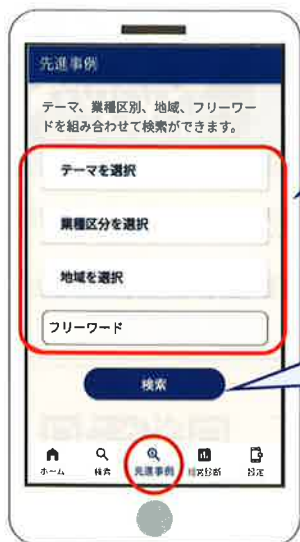 先進事例
テーマ、業種区別、地域、フリーワー
ドを組み合わせて検索ができます。
テーマを選択
業種区分を選択
地域を選択
フリーワード
検索
ホーム 検索 先進事例 経営診断 設定